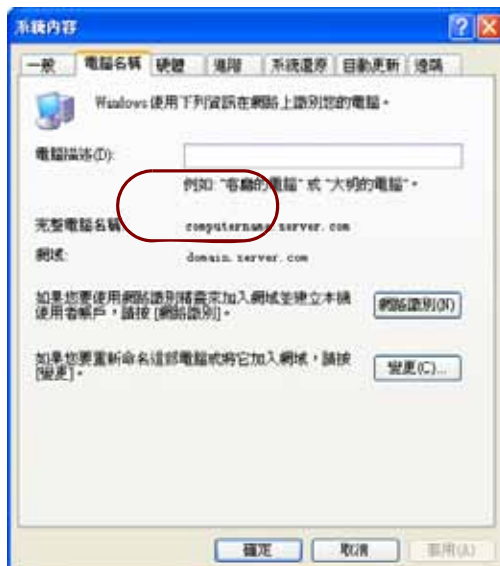 系統內容
一般 電腦名稱 硬體 進階 系統還原 自動更新 遠端
Windows 使用下列資訊在網路上識別您的電腦。
電腦描述(D):
例如: "客廳的電腦" 或 "大明的電腦"。
完整電腦名稱: computername.server.com
網域: domain.server.com
如果您要使用網路識別精靈來加入網域並建立本機
使用者帳戶，請按 [網路識別]。
網路識別(N)
如果您要重新命名這部電腦或將它加入網域，請按
[變更]。
變更(C)...
確定 取消 套用(A)